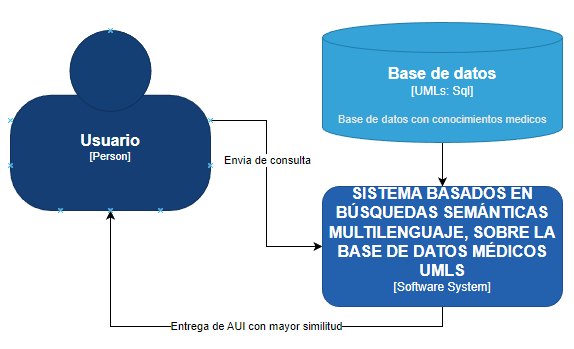 Usuario
[Person]
Envia de consulta
Base de datos
[UMLs: Sql]
Base de datos con conocimientos medicos
SISTEMA BASADOS EN
BÚSQUEDAS SEMÁNTICAS
MULTILENGUAJE, SOBRE LA
BASE DE DATOS MÉDICOS
UMLS
[Software System]
Entrega de AUI con mayor similitud